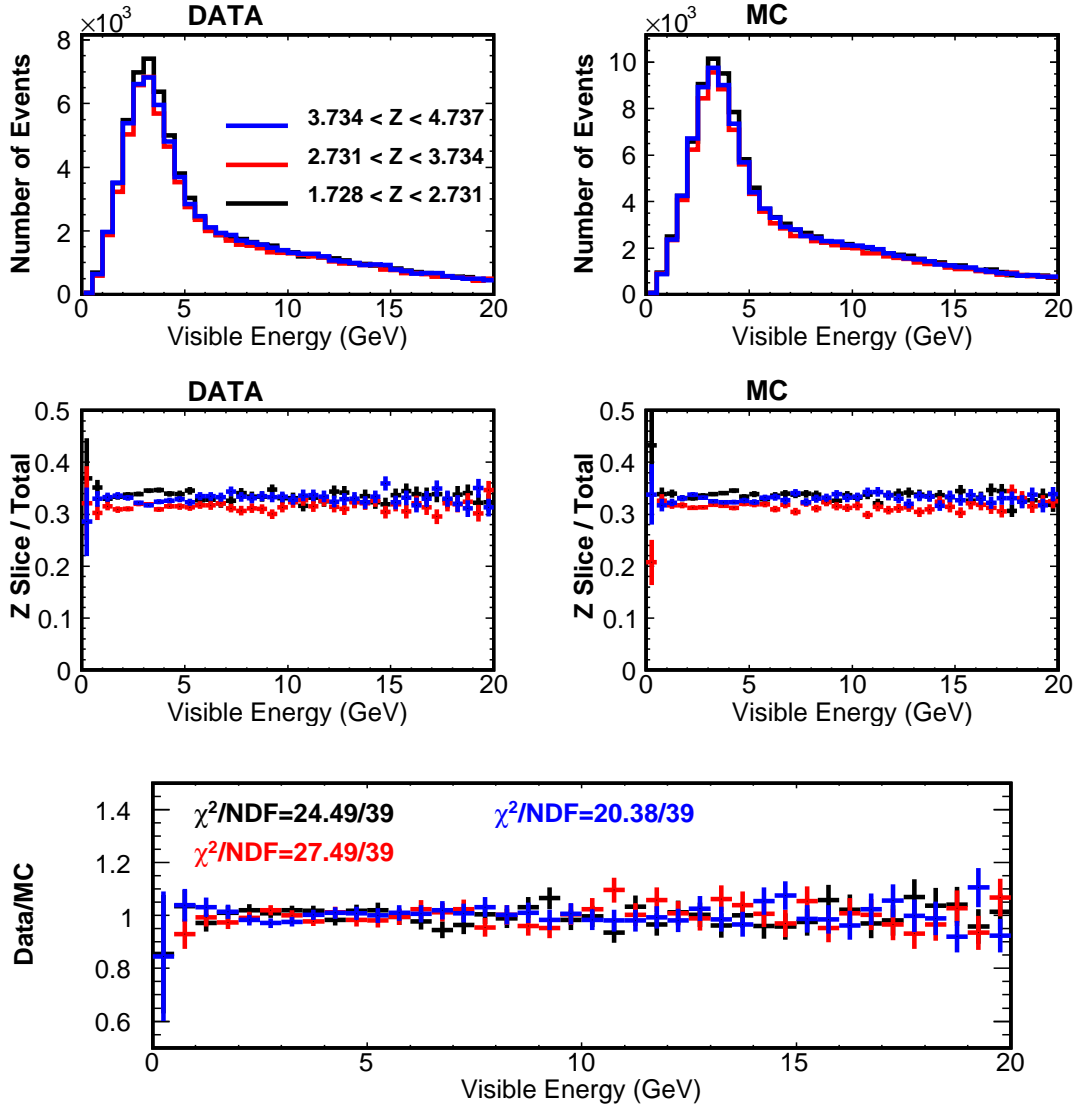 ×10³ DATA
8
6
4
2
0
Number of Events
3.734 < Z < 4.737
2.731 < Z < 3.734
1.728 < Z < 2.731
0 5 10 15 20
Visible Energy (GeV)
×10³ MC
10
8
6
4
2
0
Number of Events
0 5 10 15 20
Visible Energy (GeV)
DATA
0.5
0.4
0.3
0.2
0.1
0
Z Slice / Total
0 5 10 15 20
Visible Energy (GeV)
MC
0.5
0.4
0.3
0.2
0.1
0
Z Slice / Total
0 5 10 15 20
Visible Energy (GeV)
1.4
1.2
1
0.8
0.6
Data/MC
χ²/NDF=24.49/39 χ²/NDF=20.38/39
χ²/NDF=27.49/39
0 5 10 15 20
Visible Energy (GeV)